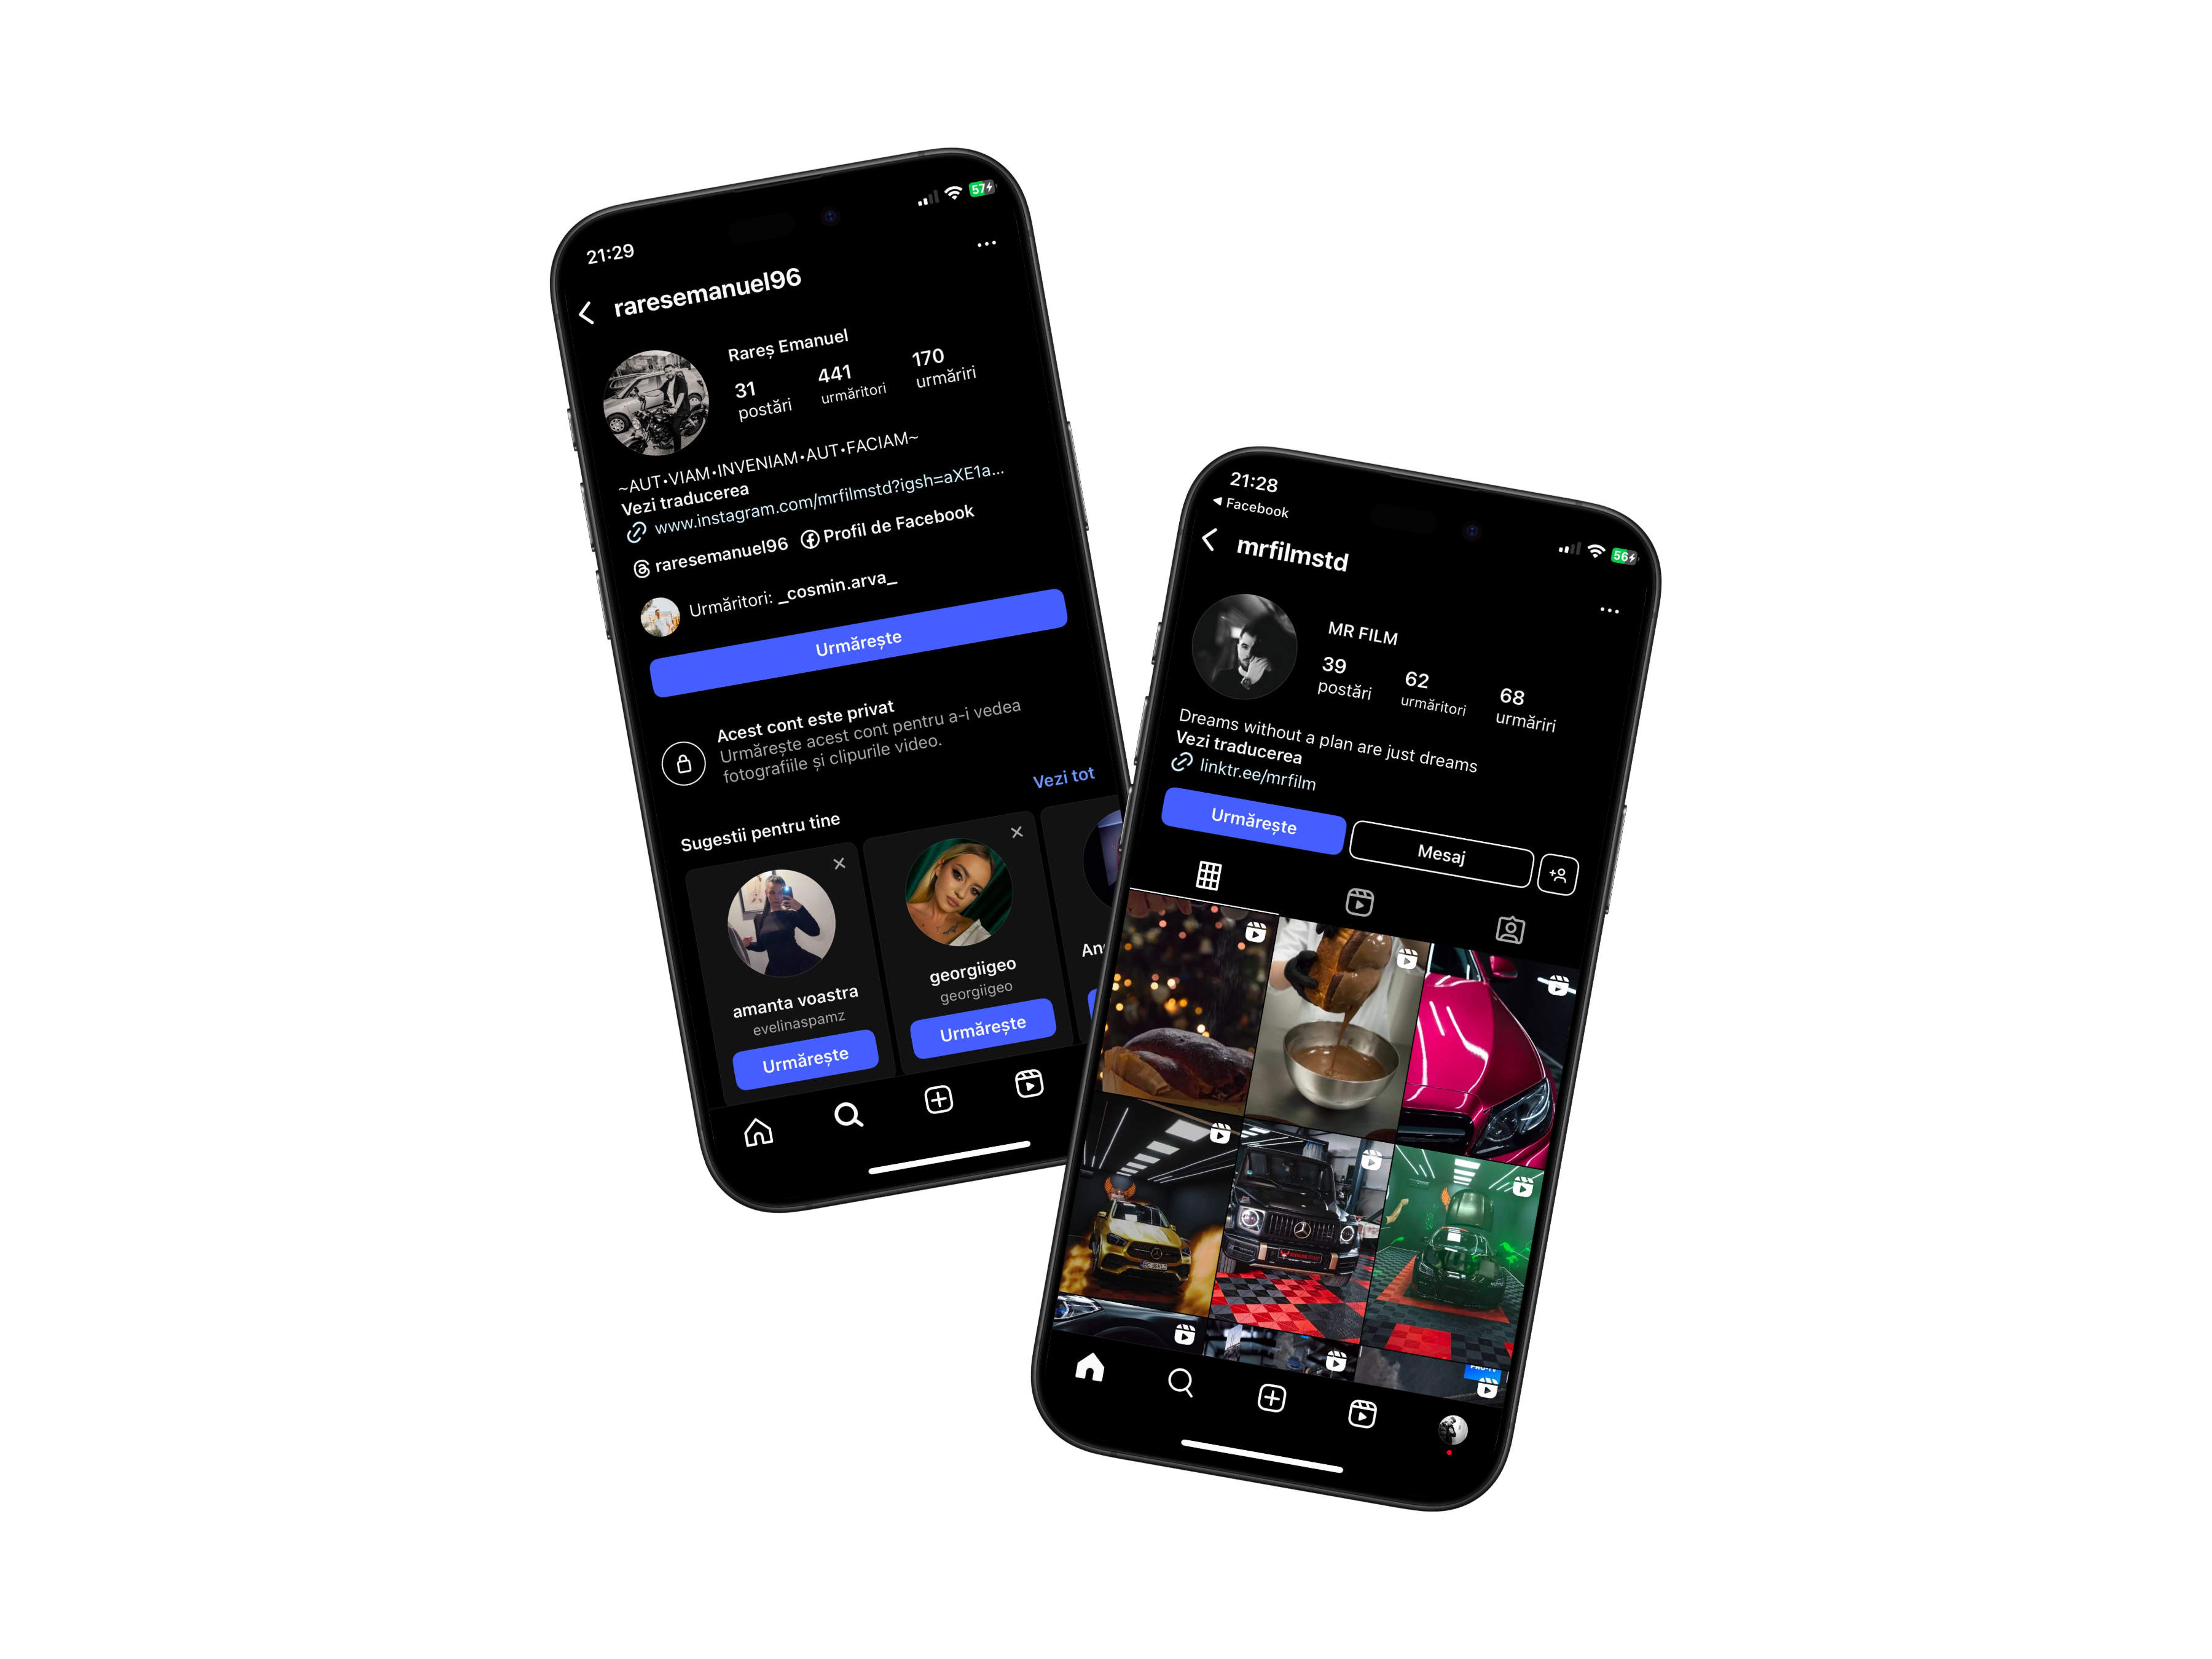 21:29
57
raresemanuel96
Rareș Emanuel
31
441
170
postări
urmăritori
urmăriri
~AUT•VIAM•INVENIAM•AUT•FACIAM~
Vezi traducerea
www.instagram.com/mrfilmstd?igsh=aXE1a...
raresemanuel96
Profil de Facebook
Urmăritori: _cosmin.arva_
Urmărește
Acest cont este privat
Urmărește acest cont pentru a-i vedea
fotografiile și clipurile video.
Sugestii pentru tine
Vezi tot
amanta voastra
evelinaspamz
Urmărește
georgiigeo
georgiigeo
Urmărește
21:28
Facebook
56
mrfilmstd
MR FILM
39
62
68
postări
urmăritori
urmăriri
Dreams without a plan are just dreams
Vezi traducerea
linktr.ee/mrfilm
Urmărește
Mesaj